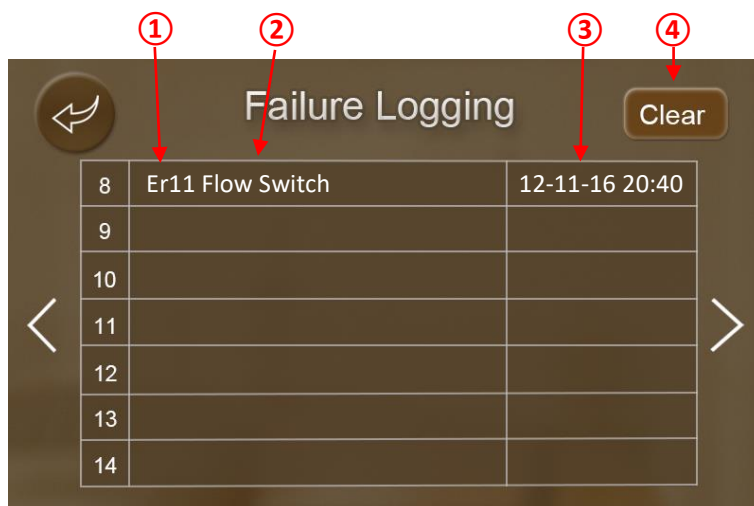 ① ② ③ ④
Failure Logging Clear
8 Er11 Flow Switch 12-11-16 20:40
9
10
11
12
13
14